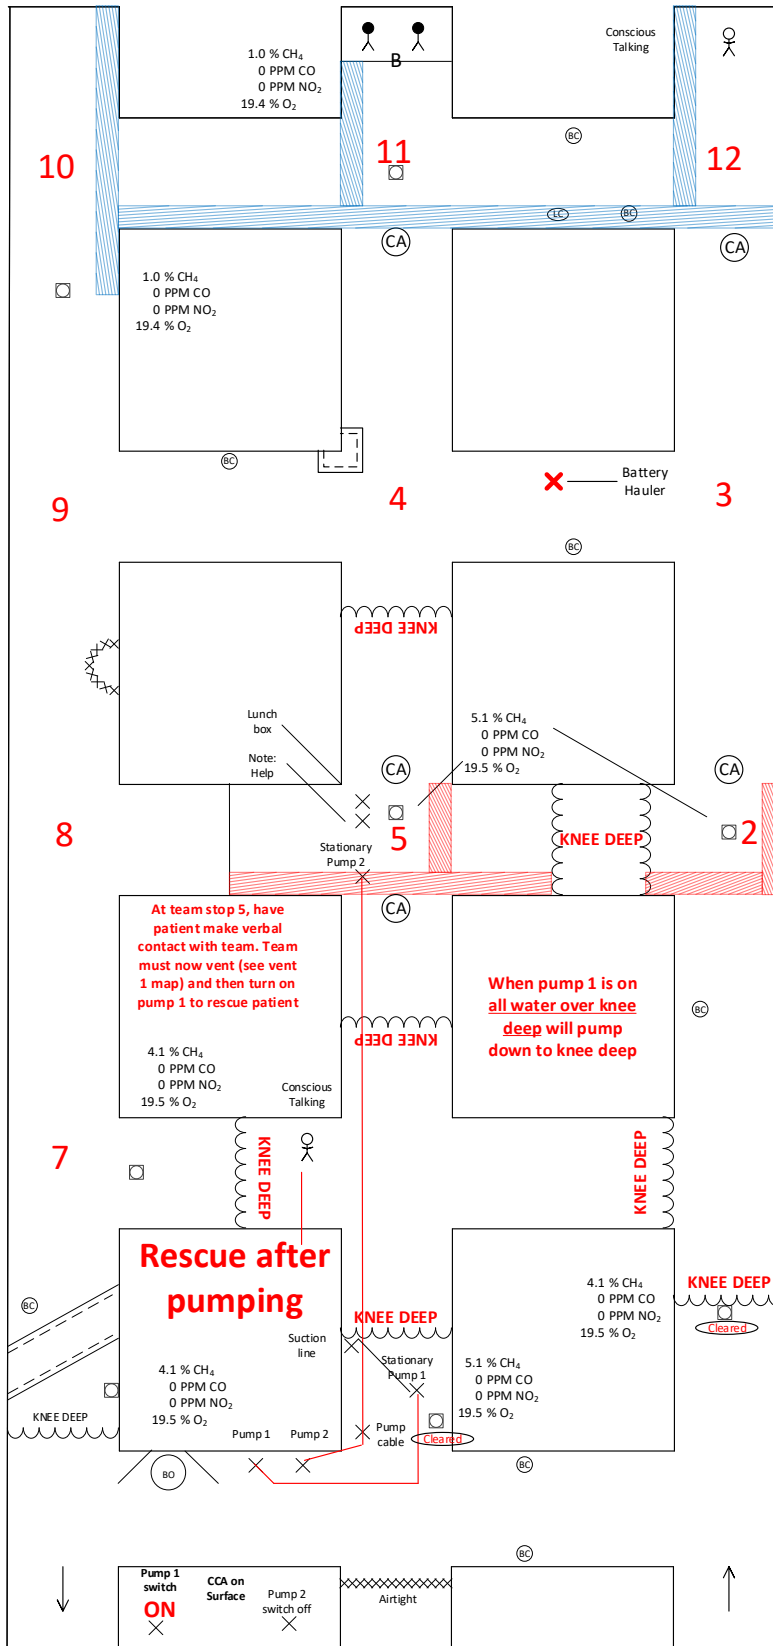 1.0 % CH₄
0 PPM CO
0 PPM NO₂
19.4 % O₂
B
Conscious
Talking
BC
10
11
12
LC
BC
CA
CA
1.0 % CH₄
0 PPM CO
0 PPM NO₂
19.4 % O₂
BC
Battery
Hauler
9
4
3
BC
KNEE DEEP
Lunch
box
Note:
Help
5.1 % CH₄
0 PPM CO
0 PPM NO₂
19.5 % O₂
CA
CA
8
5
KNEE DEEP
2
Stationary
Pump 2
CA
At team stop 5, have
patient make verbal
contact with team. Team
must now vent (see vent
1 map) and then turn on
pump 1 to rescue patient
When pump 1 is on
all water over knee
deep will pump
down to knee deep
BC
KNEE DEEP
4.1 % CH₄
0 PPM CO
0 PPM NO₂
19.5 % O₂
Conscious
Talking
7
KNEE DEEP
KNEE DEEP
Rescue after
pumping
BC
4.1 % CH₄
0 PPM CO
0 PPM NO₂
19.5 % O₂
KNEE DEEP
Cleared
KNEE DEEP
Suction
line
Stationary
Pump 1
4.1 % CH₄
0 PPM CO
0 PPM NO₂
19.5 % O₂
5.1 % CH₄
0 PPM CO
0 PPM NO₂
19.5 % O₂
KNEE DEEP
Pump 1
Pump 2
Pump
cable
Cleared
BO
BC
BC
Pump 1
switch
ON
CCA on
Surface
Pump 2
switch off
Airtight